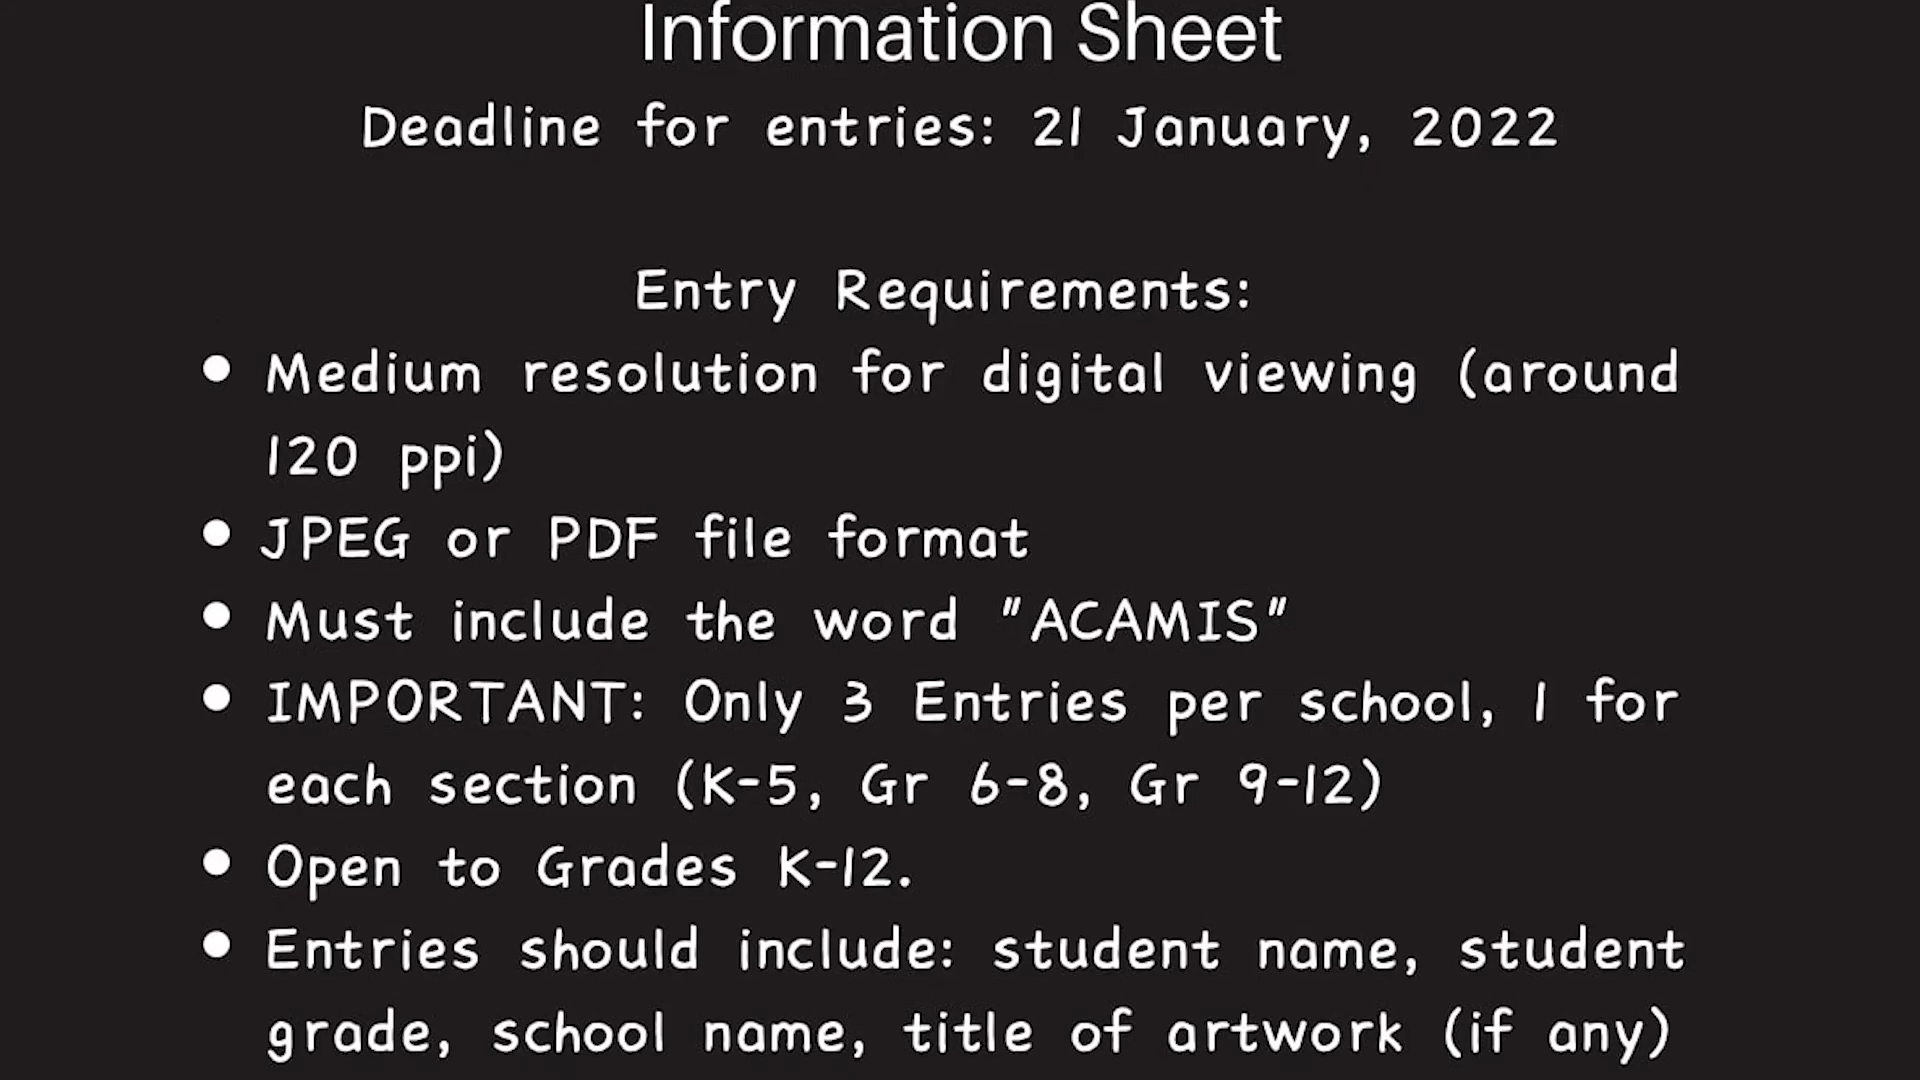 Information Sheet
Deadline for entries: 21 January, 2022
Entry Requirements:
• Medium resolution for digital viewing (around
120 ppi)
• JPEG or PDF file format
• Must include the word "ACAMIS"
• IMPORTANT: Only 3 Entries per school, 1 for
each section (K-5, Gr 6-8, Gr 9-12)
• Open to Grades K-12.
• Entries should include: student name, student
grade, school name, title of artwork (if any)